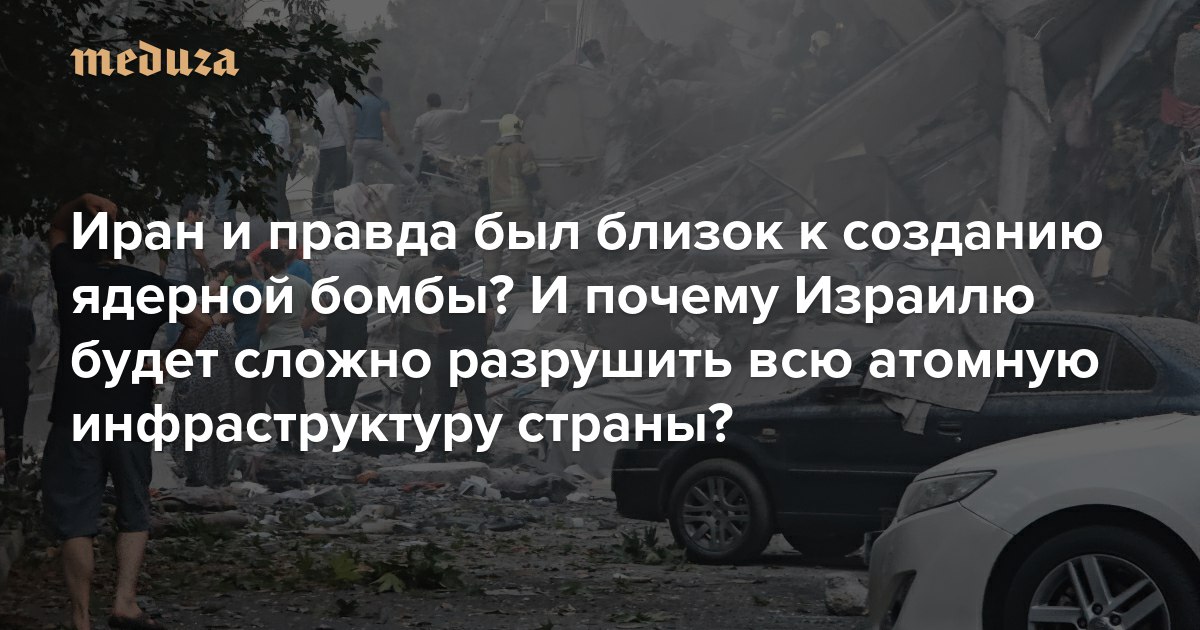 meduza
Иран и правда был близок к созданию
ядерной бомбы? И почему Израилю
будет сложно разрушить всю атомную
инфраструктуру страны?